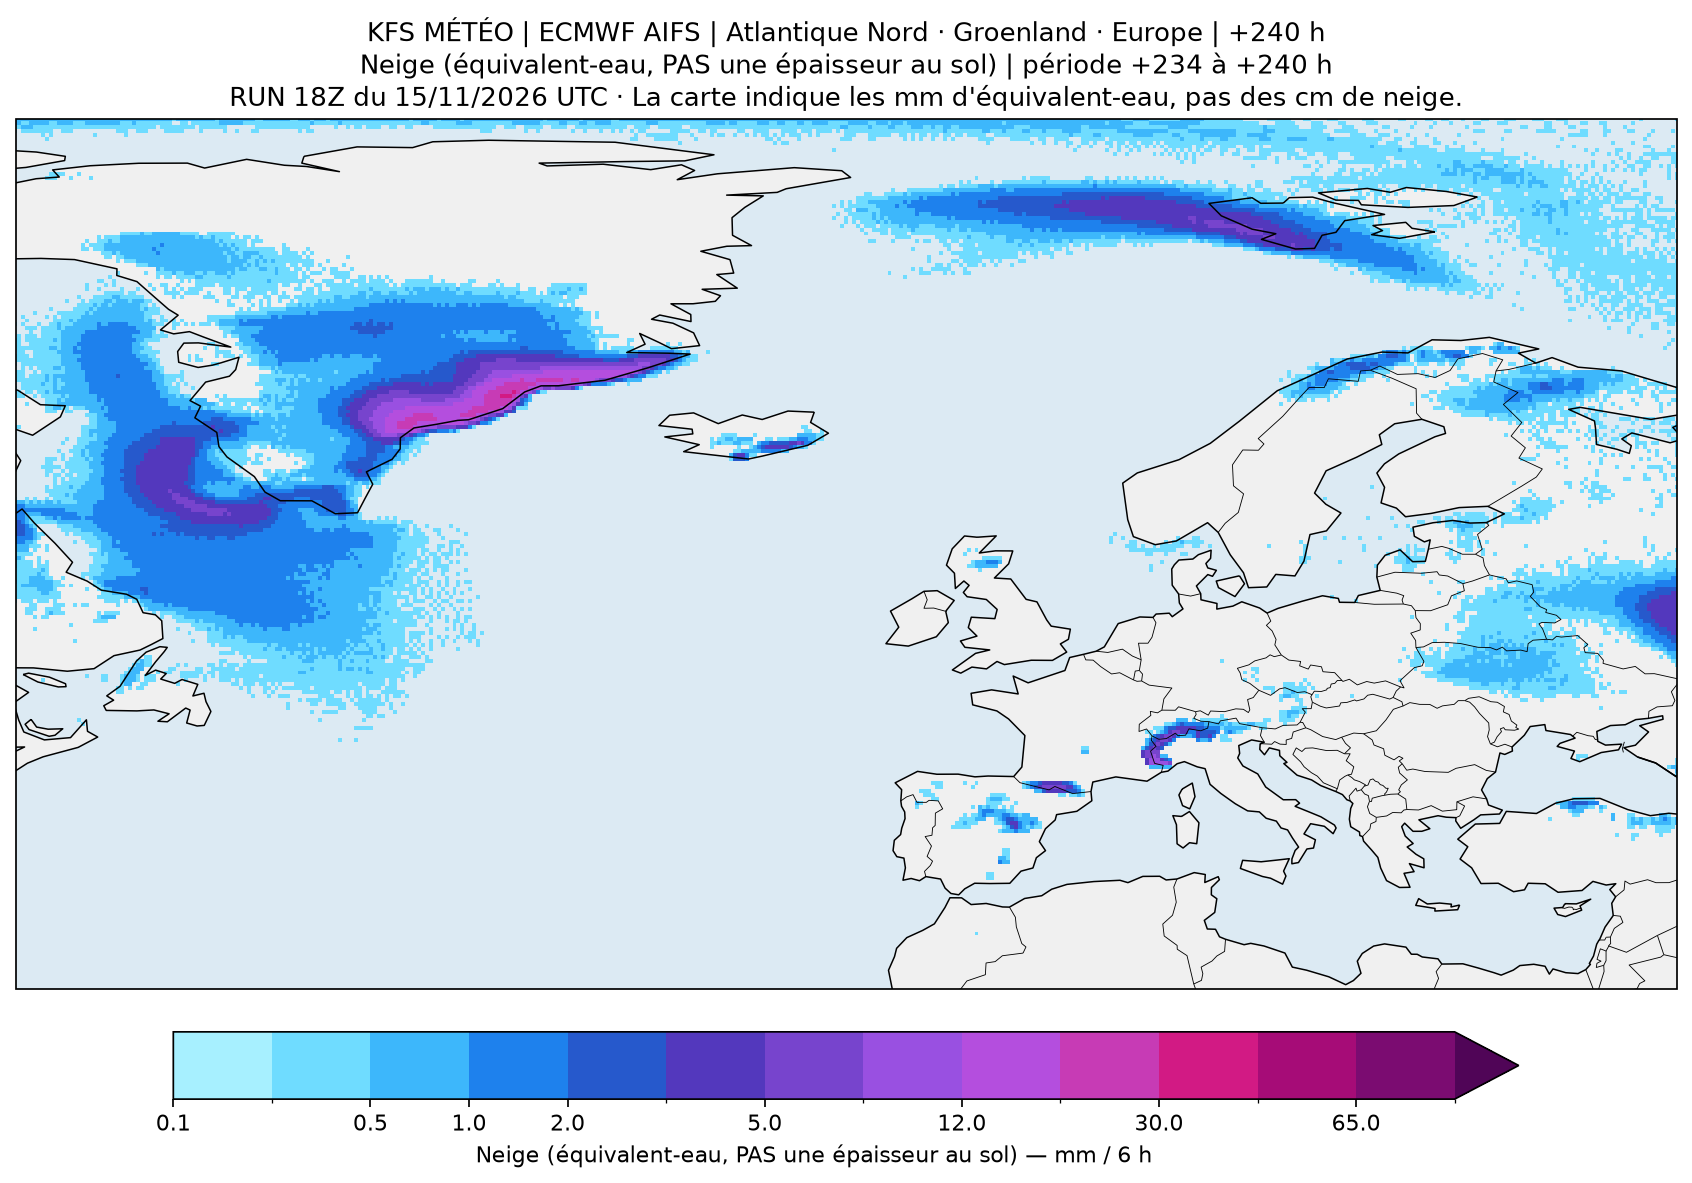 KFS MÉTÉO | ECMWF AIFS | Atlantique Nord · Groenland · Europe | +240 h
Neige (équivalent-eau, PAS une épaisseur au sol) | période +234 à +240 h
RUN 18Z du 15/11/2026 UTC · La carte indique les mm d'équivalent-eau, pas des cm de neige.
0.1 0.5 1.0 2.0 5.0 12.0 30.0 65.0
Neige (équivalent-eau, PAS une épaisseur au sol) — mm / 6 h